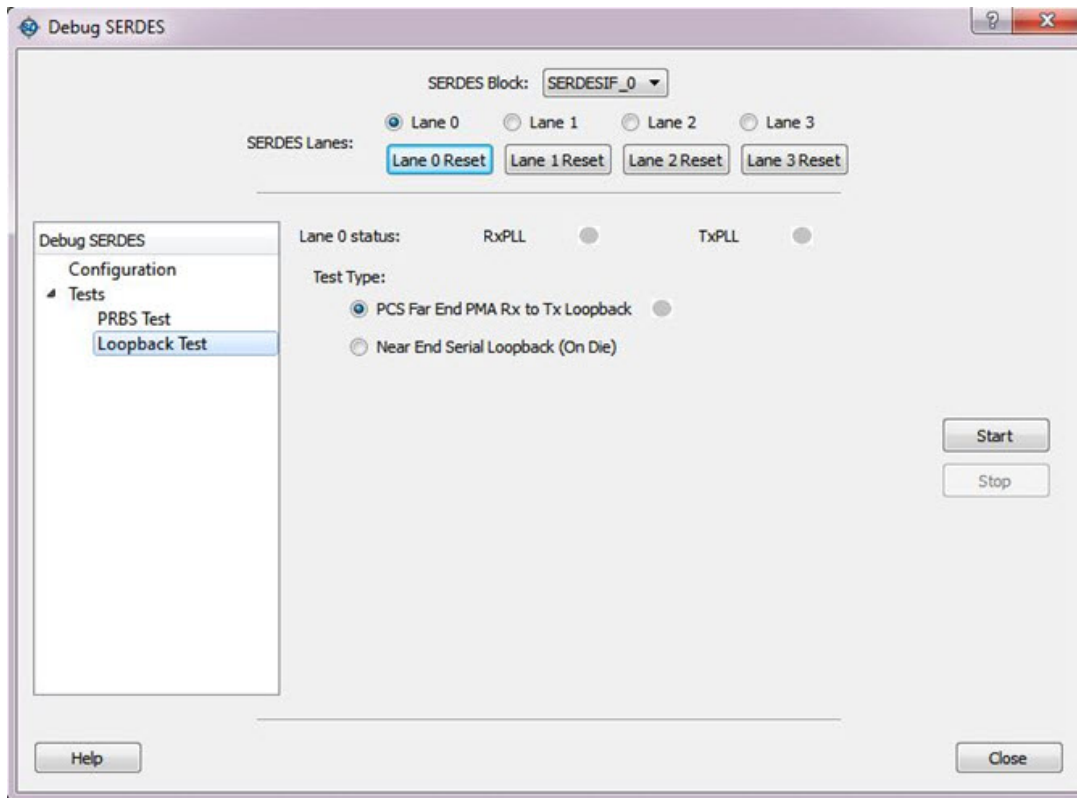 Debug SERDES
SERDES Block: SERDESIF_0
SERDES Lanes: Lane 0 Lane 1 Lane 2 Lane 3
Lane 0 Reset Lane 1 Reset Lane 2 Reset Lane 3 Reset
Debug SERDES
Configuration
Tests
PRBS Test
Loopback Test
Lane 0 status: RxPLL TxPLL
Test Type:
PCS Far End PMA Rx to Tx Loopback
Near End Serial Loopback (On Die)
Start
Stop
Help
Close